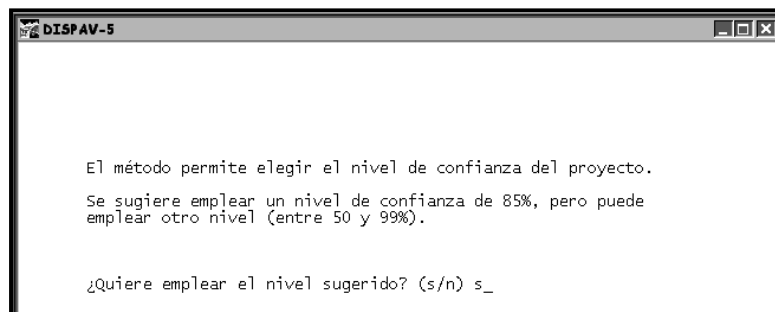 DISPAV-5
El método permite elegir el nivel de confianza del proyecto.
Se sugiere emplear un nivel de confianza de 85%, pero puede
emplear otro nivel (entre 50 y 99%).
¿Quiere emplear el nivel sugerido? (s/n) s_